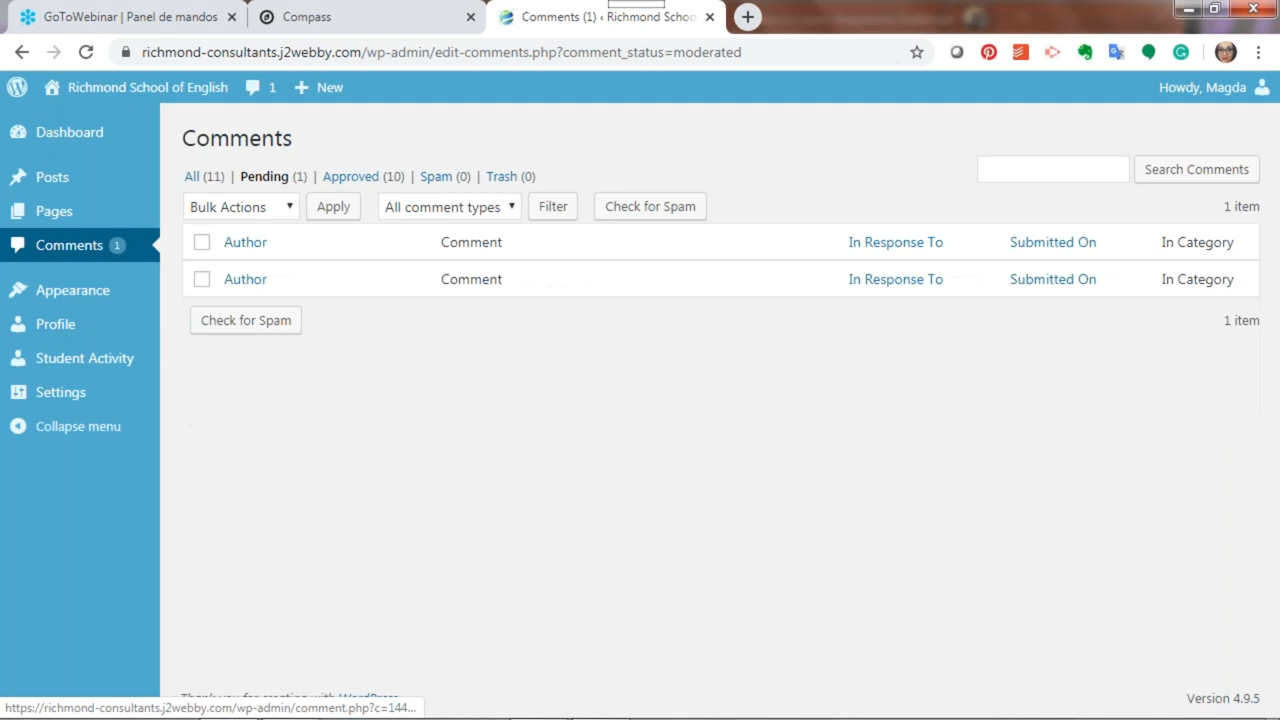 GoToWebinar | Panel de mandos
Compass
Comments (1) ‹ Richmond Schoo
richmond-consultants.j2webby.com/wp-admin/edit-comments.php?comment_status=moderated
Richmond School of English 1 + New
Howdy, Magda
Dashboard
Posts
Pages
Comments 1
Appearance
Profile
Student Activity
Settings
Collapse menu
Comments
All (11) | Pending (1) | Approved (10) | Spam (0) | Trash (0)
Search Comments
Bulk Actions Apply All comment types Filter Check for Spam 1 item
Author Comment In Response To Submitted On In Category
Author Comment In Response To Submitted On In Category
Check for Spam 1 item
Thank you for creating with WordPress
Version 4.9.5
https://richmond-consultants.j2webby.com/wp-admin/comment.php?c=144...